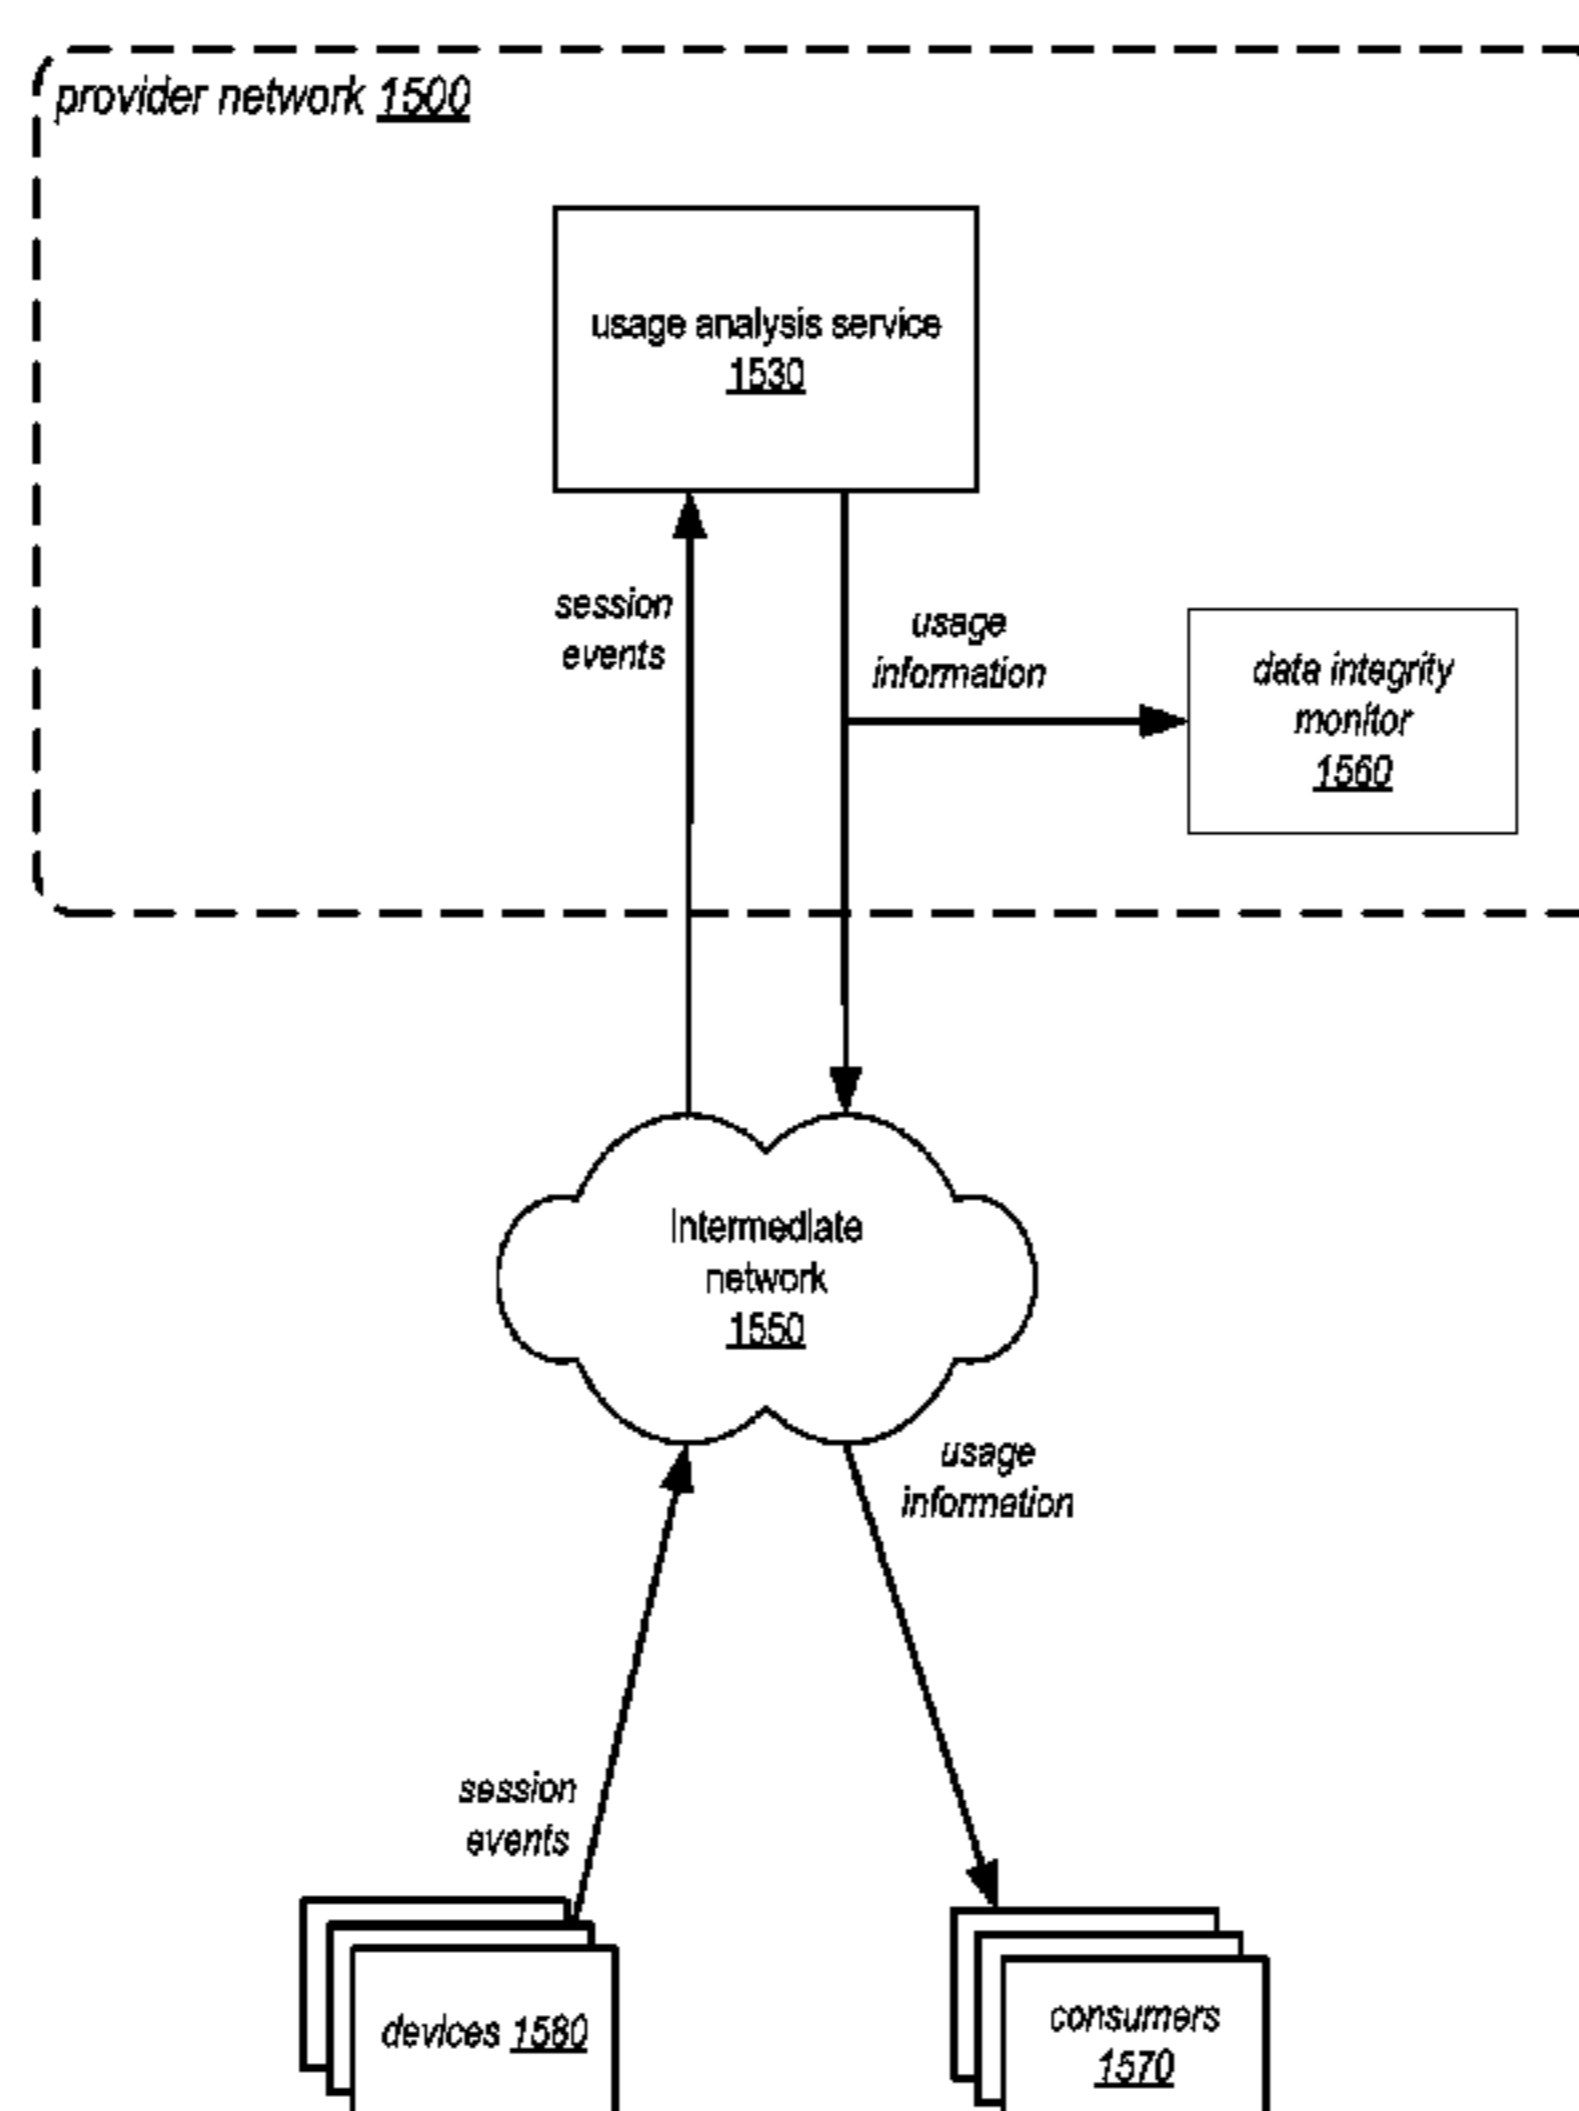 provider network 1500
usage analysis service
1530
session
events
usage
information
data integrity
monitor
1560
Intermediate
network
1550
usage
information
session
events
devices 1580
consumers
1570